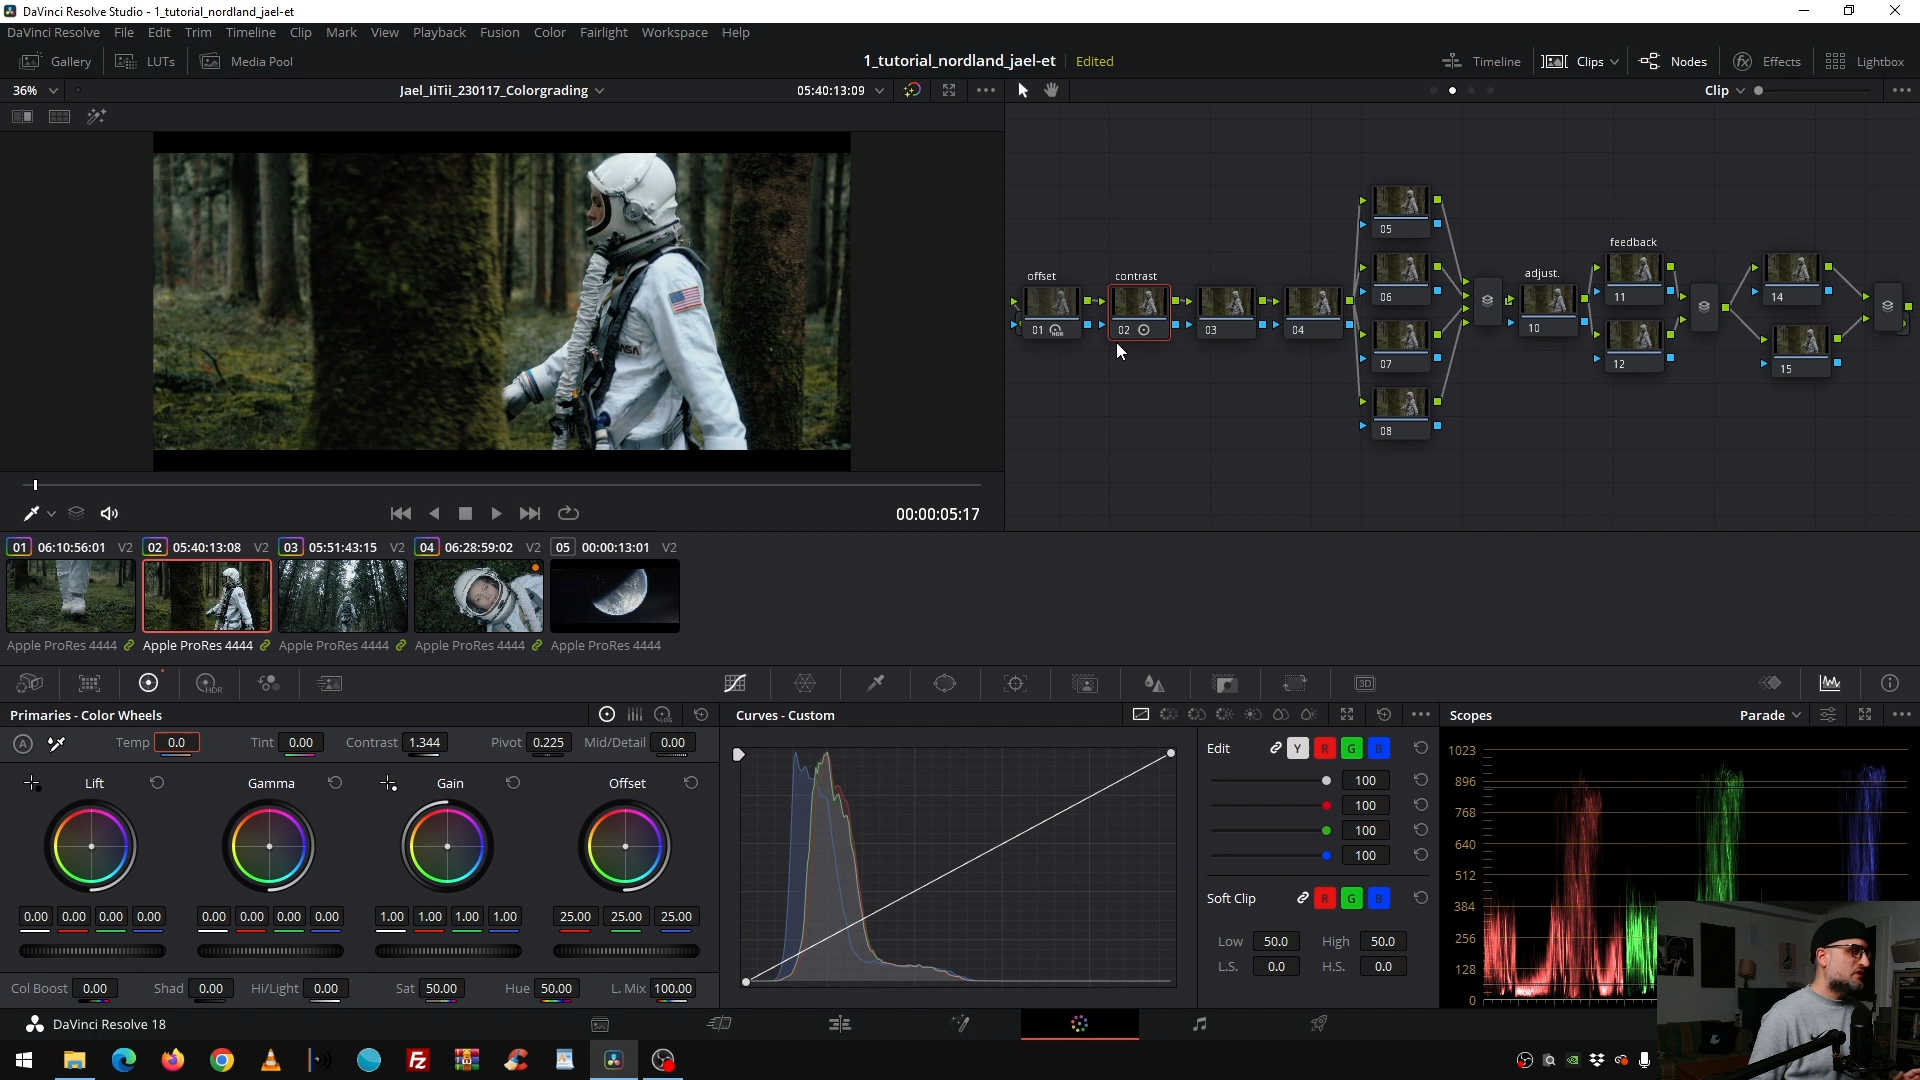 DaVinci Resolve Studio - 1_tutorial_nordland_jael-et
DaVinci Resolve File Edit Trim Timeline Clip Mark View Playback Fusion Color Fairlight Workspace Help
Gallery LUTs Media Pool 1_tutorial_nordland_jael-et Edited Timeline Clips Nodes Effects Lightbox
36% Jael_IiTii_230117_Colorgrading 05:40:13:09 Clip
NASA
offset
contrast
adjust.
feedback
01 HDR
02
03
04
05
06
07
08
10
11
12
14
15
00:00:05:17
01 06:10:56:01 V2 02 05:40:13:08 V2 03 05:51:43:15 V2 04 06:28:59:02 V2 05 00:00:13:01 V2
Apple ProRes 4444 Apple ProRes 4444 Apple ProRes 4444 Apple ProRes 4444 Apple ProRes 4444
HDR 3D
Primaries - Color Wheels LOG
A Temp 0.0 Tint 0.00 Contrast 1.344 Pivot 0.225 Mid/Detail 0.00
Lift Gamma Gain Offset
0.00 0.00 0.00 0.00 0.00 0.00 0.00 0.00 1.00 1.00 1.00 1.00 25.00 25.00 25.00
Col Boost 0.00 Shad 0.00 Hi/Light 0.00 Sat 50.00 Hue 50.00 L. Mix 100.00
Curves - Custom
Edit Y R G B
100
100
100
100
Soft Clip R G B
Low 50.0 High 50.0
L.S. 0.0 H.S. 0.0
Scopes Parade
1023
896
768
640
512
384
256
128
0
DaVinci Resolve 18
Fz